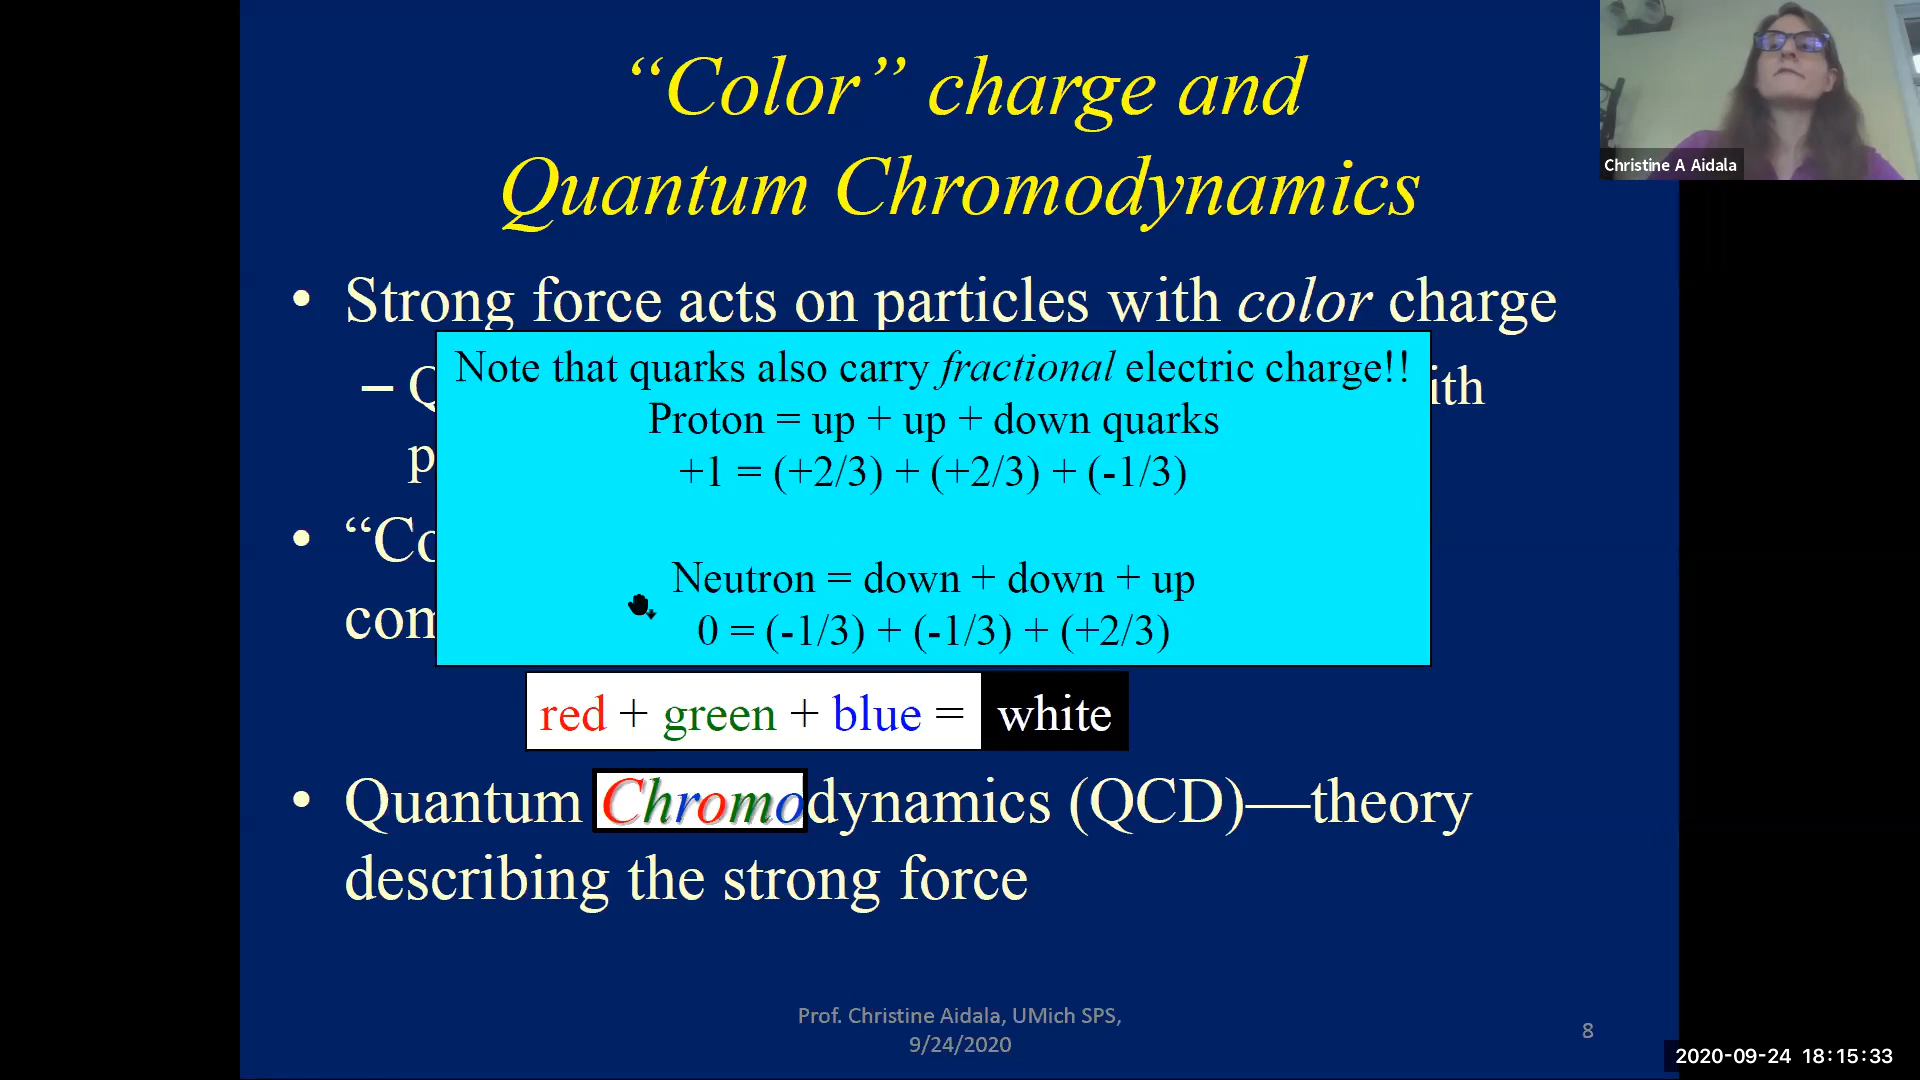 “Color” charge and
Quantum Chromodynamics
Christine A Aidala
• Strong force acts on particles with color charge
Note that quarks also carry fractional electric charge!!
Proton = up + up + down quarks
+1 = (+2/3) + (+2/3) + (-1/3)
Neutron = down + down + up
0 = (-1/3) + (-1/3) + (+2/3)
red + green + blue = white
• Quantum Chromodynamics (QCD)—theory
describing the strong force
Prof. Christine Aidala, UMich SPS,
9/24/2020
8
2020-09-24 18:15:33